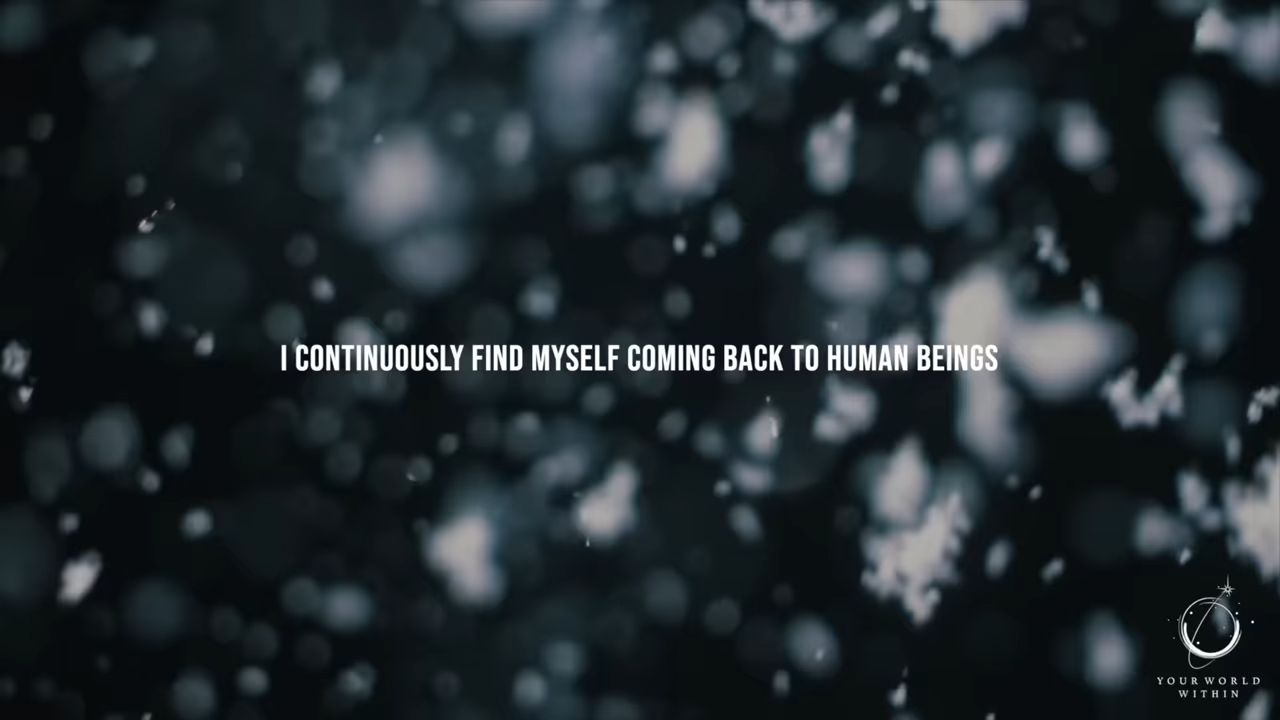 I CONTINUOUSLY FIND MYSELF COMING BACK TO HUMAN BEINGS
YOUR WORLD
WITHIN